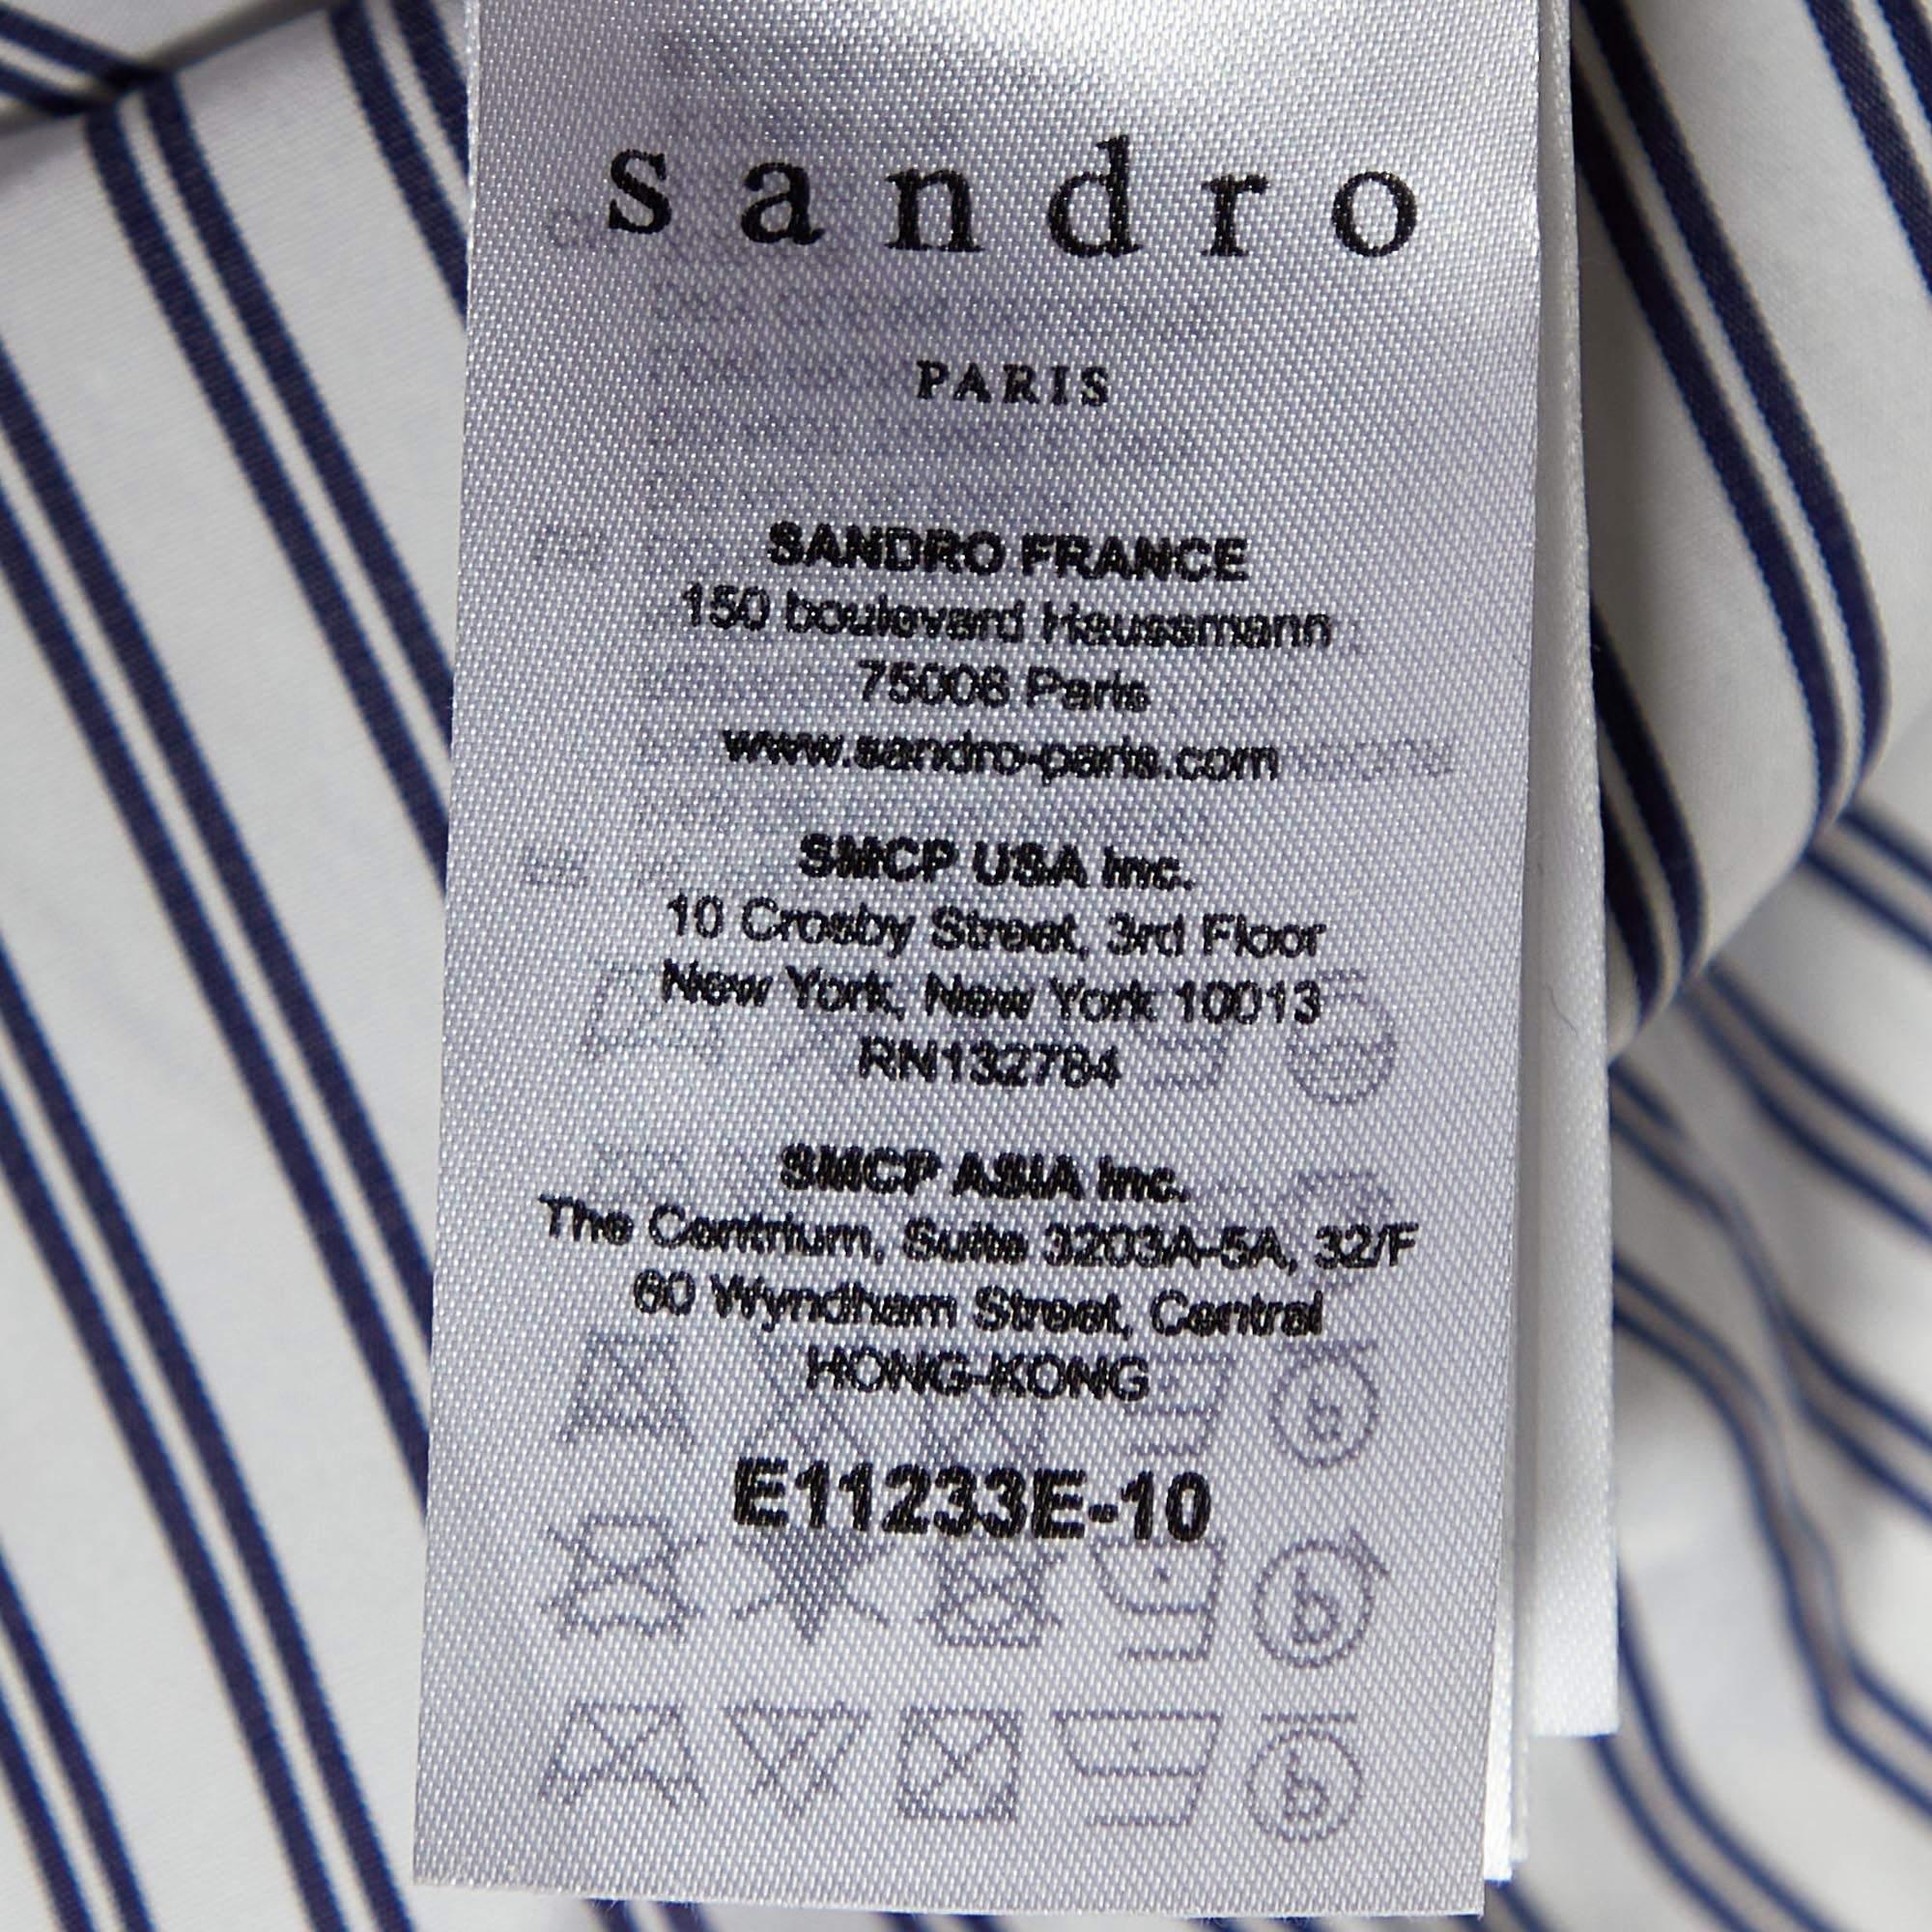 sandro
PARIS
SANDRO FRANCE
150 boulevard Haussmann
75008 Paris
www.sandro-paris.com
SMCP USA Inc.
10 Crosby Street, 3rd Floor
New York, New York 10013
RN132784
SMCP ASIA Inc.
The Centrium, Suite 3203A-5A, 32/F
60 Wyndham Street, Central
HONG-KONG
E11233E-10